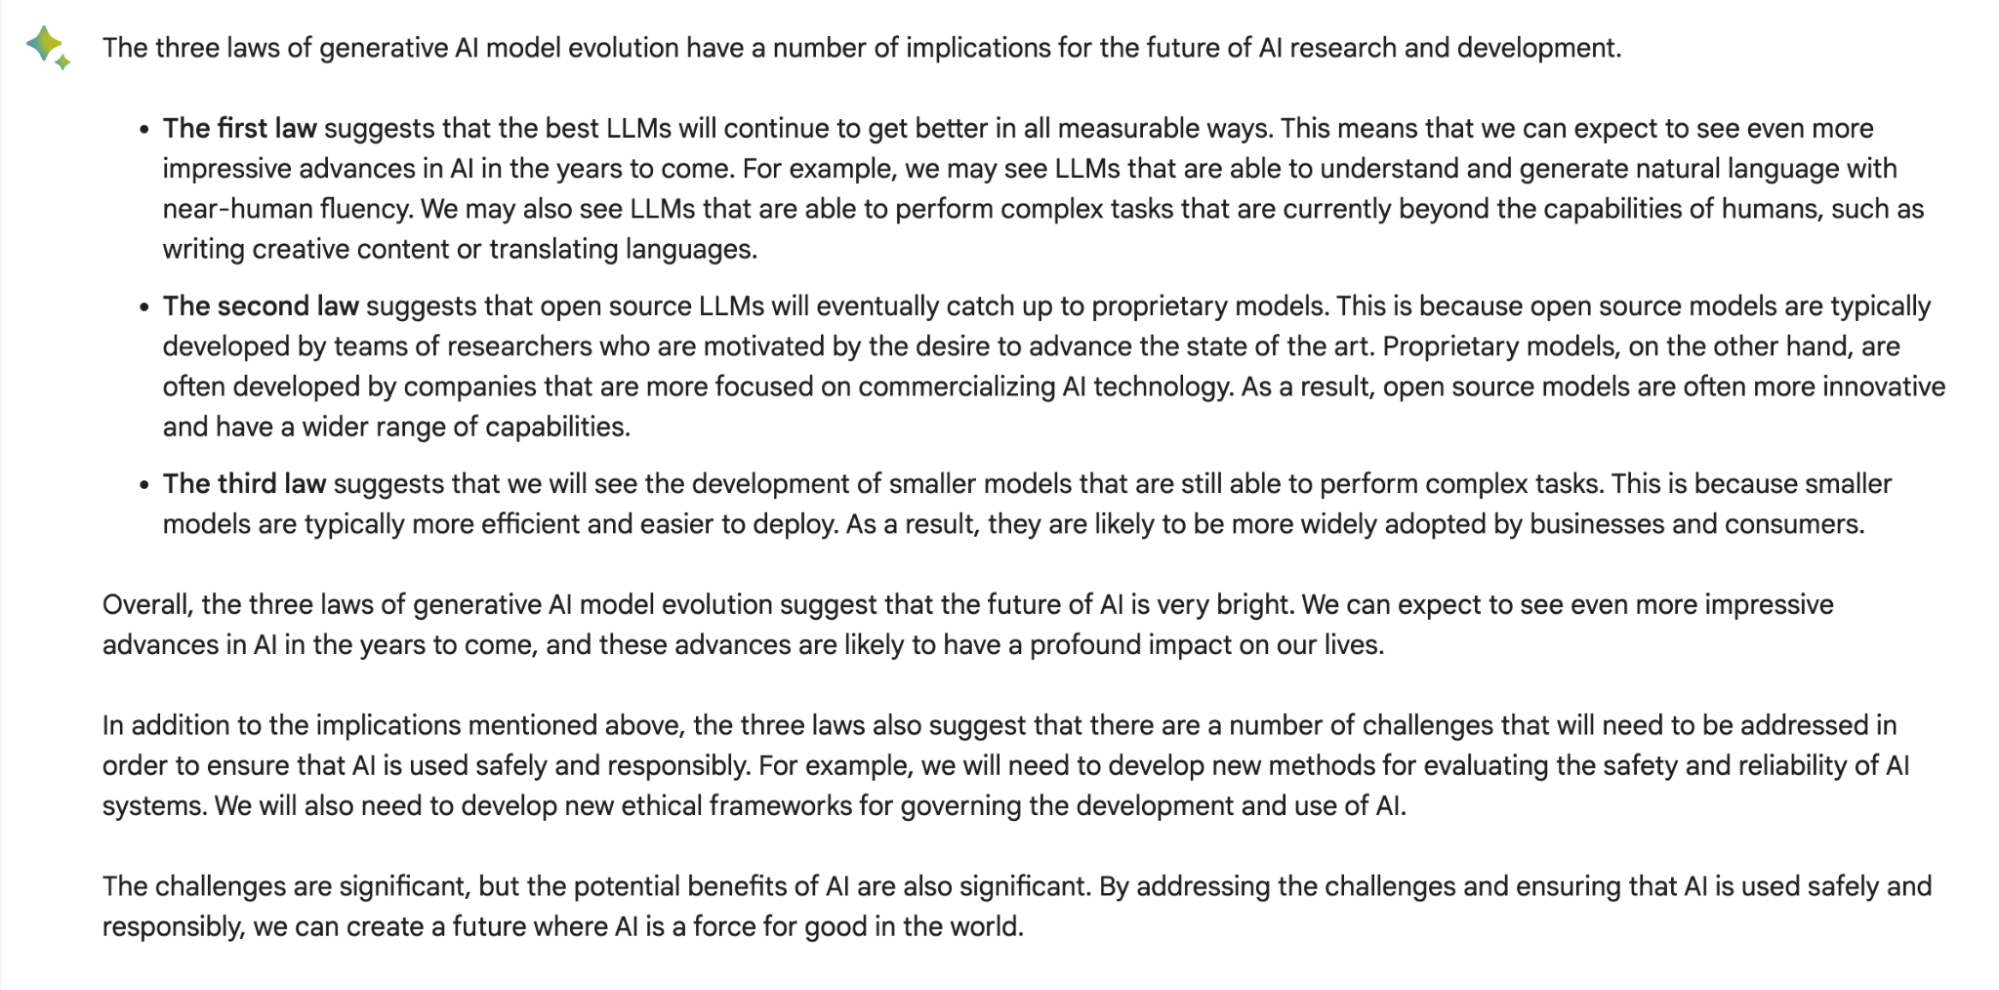 The three laws of generative AI model evolution have a number of implications for the future of AI research and development.
• The first law suggests that the best LLMs will continue to get better in all measurable ways. This means that we can expect to see even more
impressive advances in AI in the years to come. For example, we may see LLMs that are able to understand and generate natural language with
near-human fluency. We may also see LLMs that are able to perform complex tasks that are currently beyond the capabilities of humans, such as
writing creative content or translating languages.
• The second law suggests that open source LLMs will eventually catch up to proprietary models. This is because open source models are typically
developed by teams of researchers who are motivated by the desire to advance the state of the art. Proprietary models, on the other hand, are
often developed by companies that are more focused on commercializing AI technology. As a result, open source models are often more innovative
and have a wider range of capabilities.
• The third law suggests that we will see the development of smaller models that are still able to perform complex tasks. This is because smaller
models are typically more efficient and easier to deploy. As a result, they are likely to be more widely adopted by businesses and consumers.
Overall, the three laws of generative AI model evolution suggest that the future of AI is very bright. We can expect to see even more impressive
advances in AI in the years to come, and these advances are likely to have a profound impact on our lives.
In addition to the implications mentioned above, the three laws also suggest that there are a number of challenges that will need to be addressed in
order to ensure that AI is used safely and responsibly. For example, we will need to develop new methods for evaluating the safety and reliability of AI
systems. We will also need to develop new ethical frameworks for governing the development and use of AI.
The challenges are significant, but the potential benefits of AI are also significant. By addressing the challenges and ensuring that AI is used safely and
responsibly, we can create a future where AI is a force for good in the world.